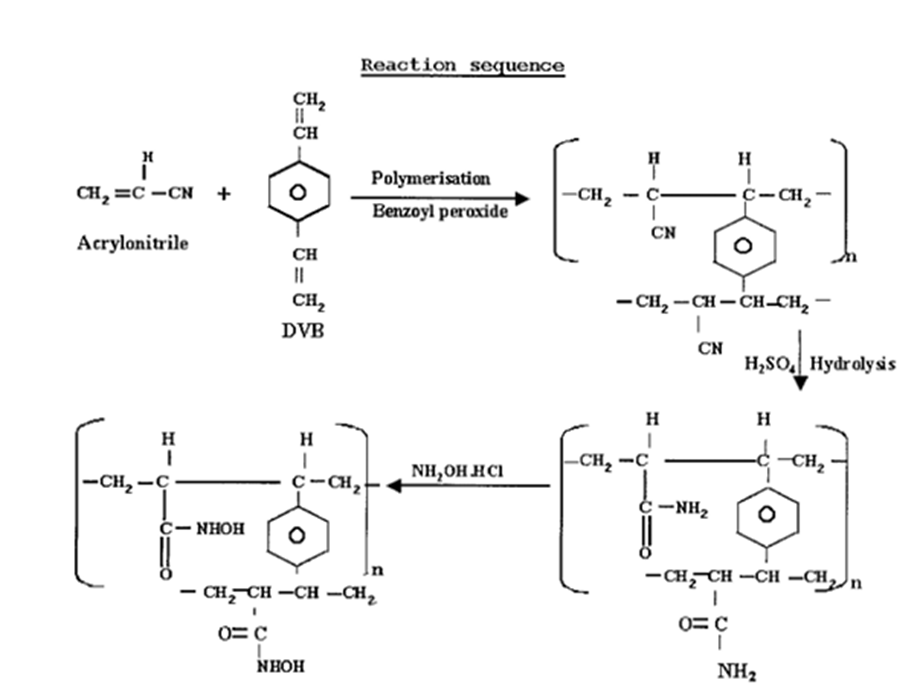 Reaction sequence
CH2
CH
H
CH2=C-CN
+
Acrylonitrile
CH
CH2
DVB
Polymerisation
Benzoyl peroxide
H H
-CH2-C-C-CH2-
CN
n
-CH2-CH-CH-CH2-
CN
H2SO4 Hydrolysis
H H
-CH2-C-C-CH2-
C-NH2
O
-CH2-CH-CH-CH2 n
O=C
NH2
NH2OH.HCl
H H
-CH2-C-C-CH2-
C-NHOH
O
n
-CH2-CH-CH-CH2
O=C
NHOH